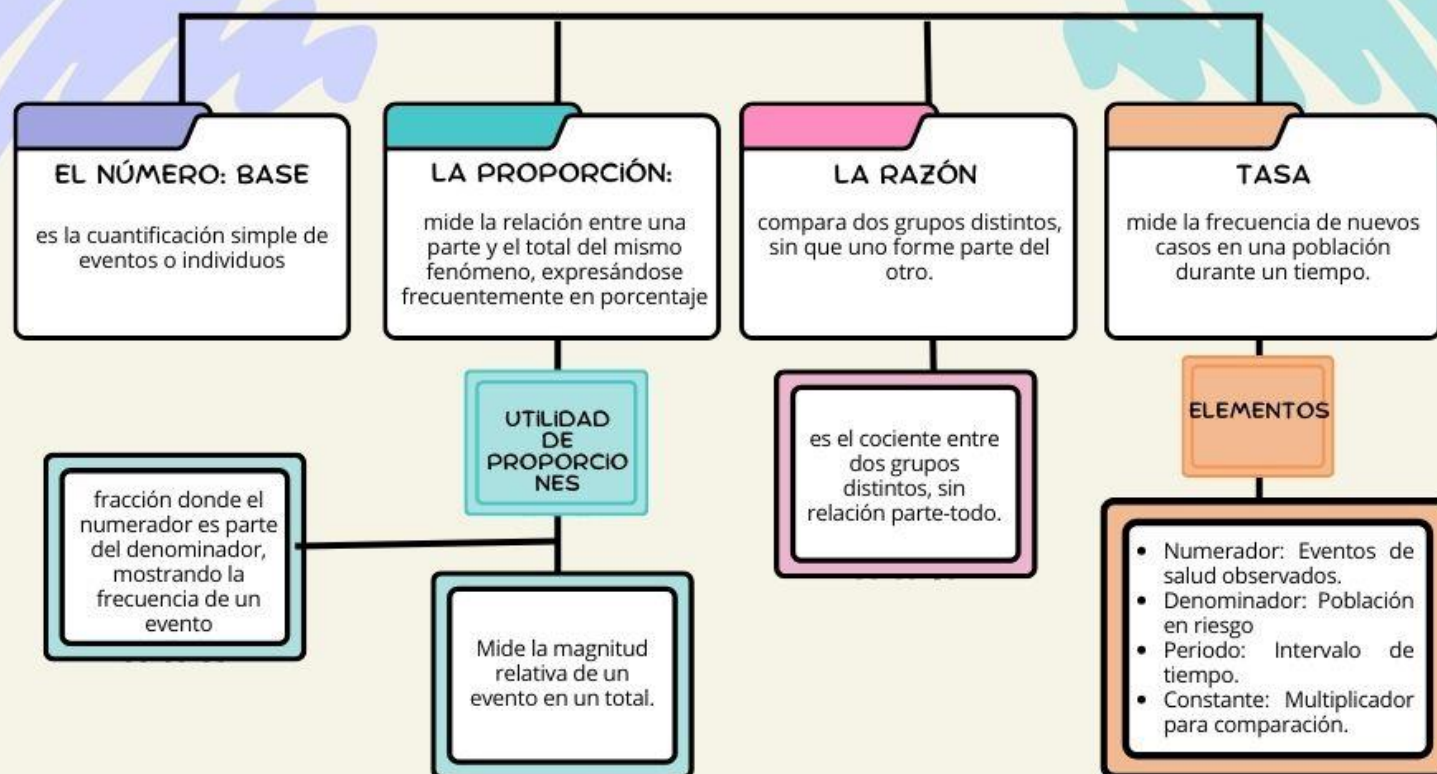 EL NÚMERO: BASE
es la cuantificación simple de
eventos o individuos
LA PROPORCIÓN:
mide la relación entre una
parte y el total del mismo
fenómeno, expresándose
frecuentemente en porcentaje
LA RAZÓN
compara dos grupos distintos,
sin que uno forme parte del
otro.
TASA
mide la frecuencia de nuevos
casos en una población
durante un tiempo.
UTILIDAD
DE
PROPORCIO
NES
fracción donde el
numerador es parte
del denominador,
mostrando la
frecuencia de un
evento
Mide la magnitud
relativa de un
evento en un total.
es el cociente entre
dos grupos
distintos, sin
relación parte-todo.
ELEMENTOS
• Numerador: Eventos de
salud observados.
• Denominador: Población
en riesgo
• Periodo: Intervalo de
tiempo.
• Constante: Multiplicador
para comparación.